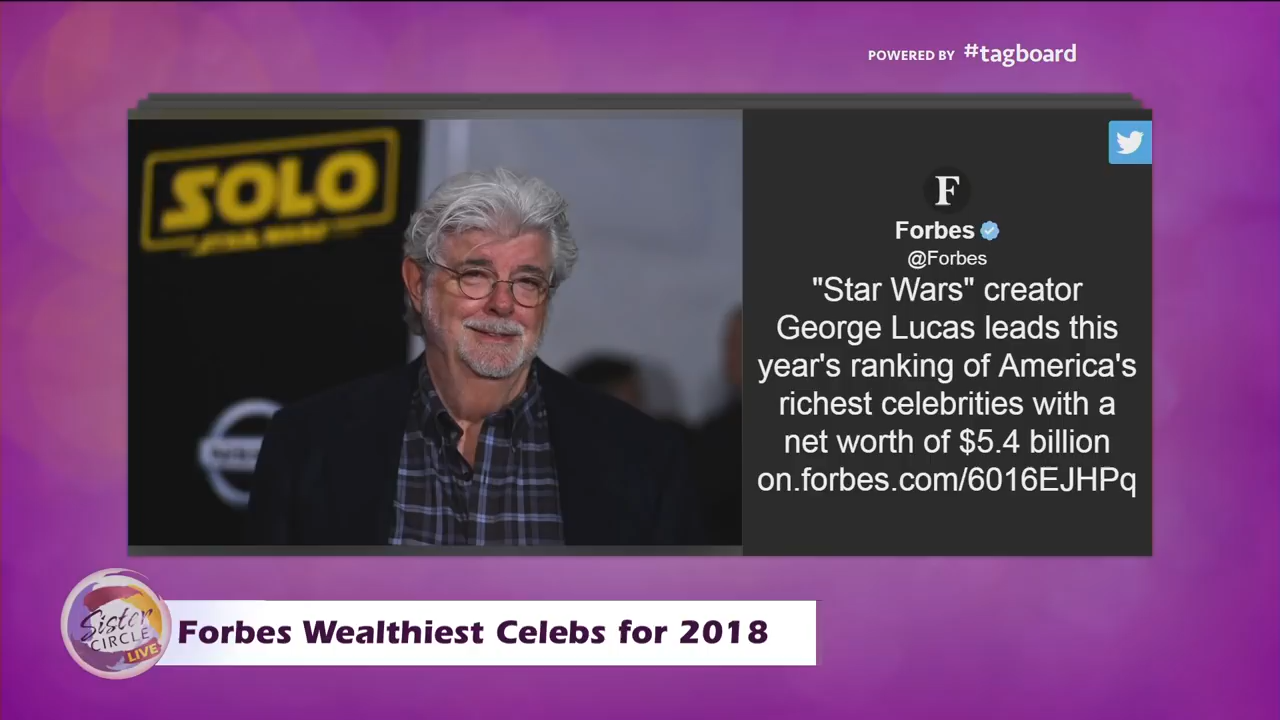 POWERED BY #tagboard
SOLO
F
Forbes
@Forbes
"Star Wars" creator
George Lucas leads this
year's ranking of America's
richest celebrities with a
net worth of $5.4 billion
on.forbes.com/6016EJHPq
Sister
CIRCLE
LIVE
Forbes Wealthiest Celebs for 2018